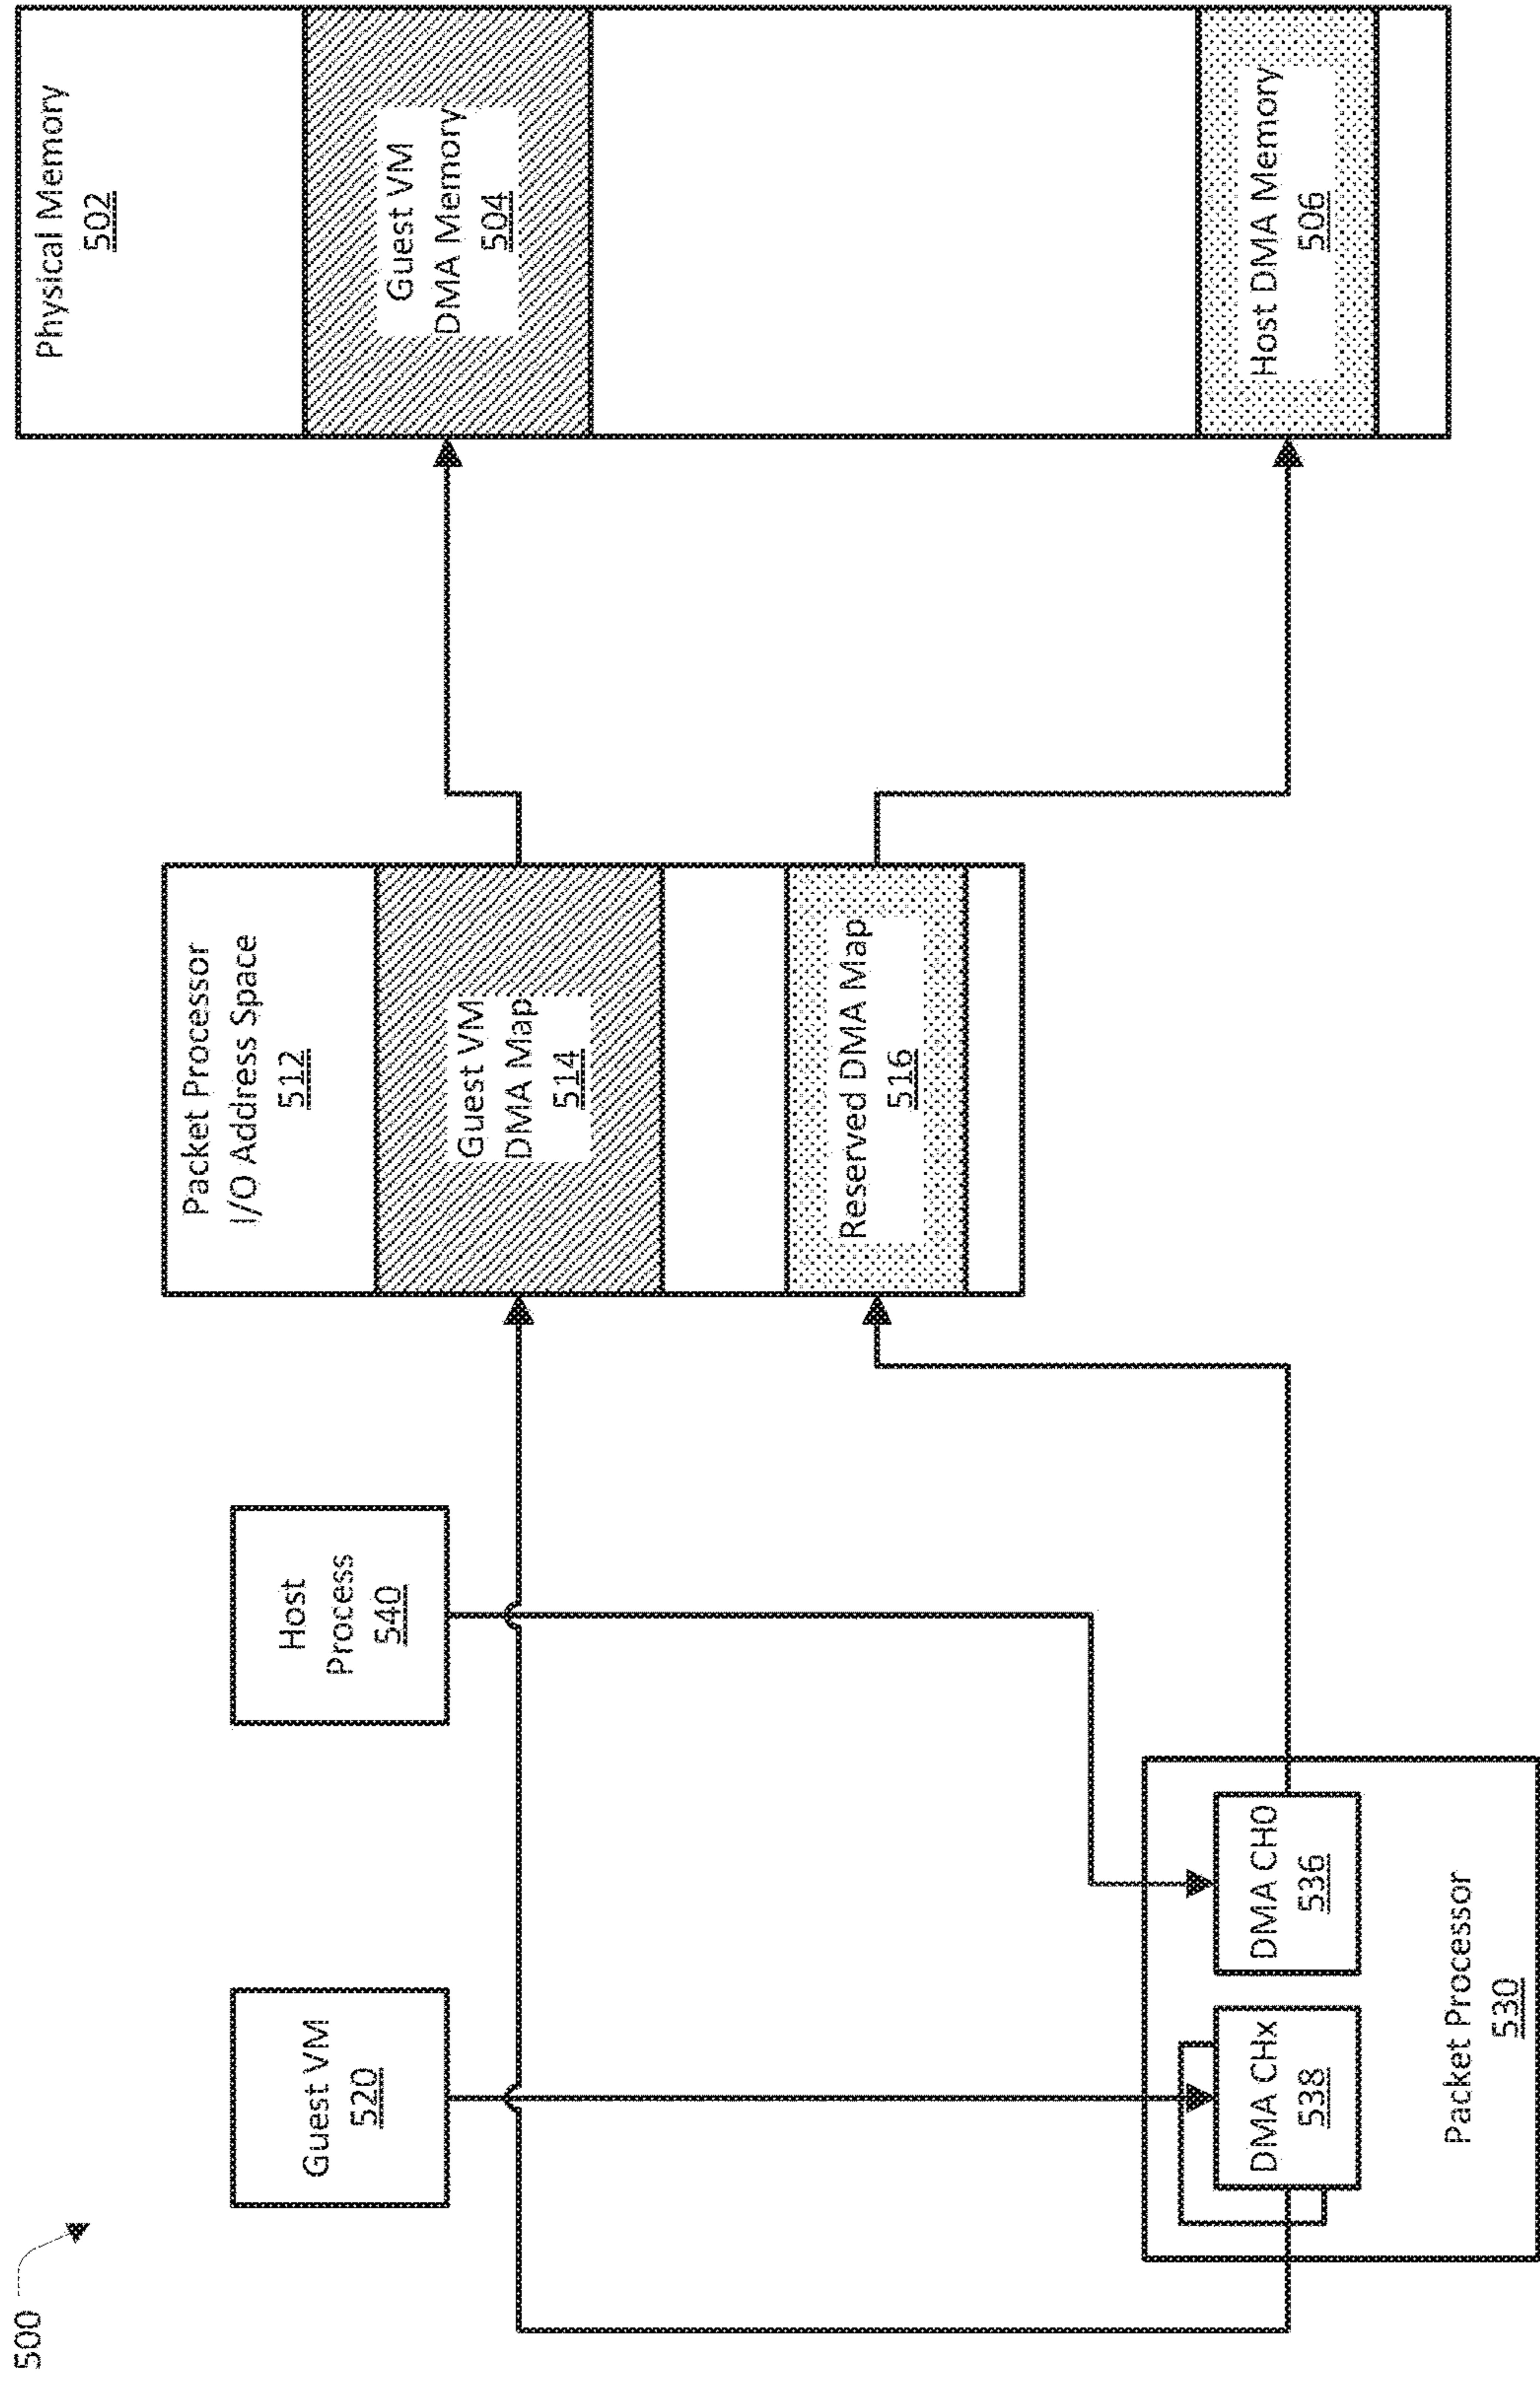 500
Guest VM
520
Host
Process
540
Packet Processor
I/O Address Space
512
Guest VM
DMA Map
514
Reserved DMA Map
516
Physical Memory
502
Guest VM
DMA Memory
504
Host DMA Memory
506
DMA CHx
538
DMA CH0
536
Packet Processor
530